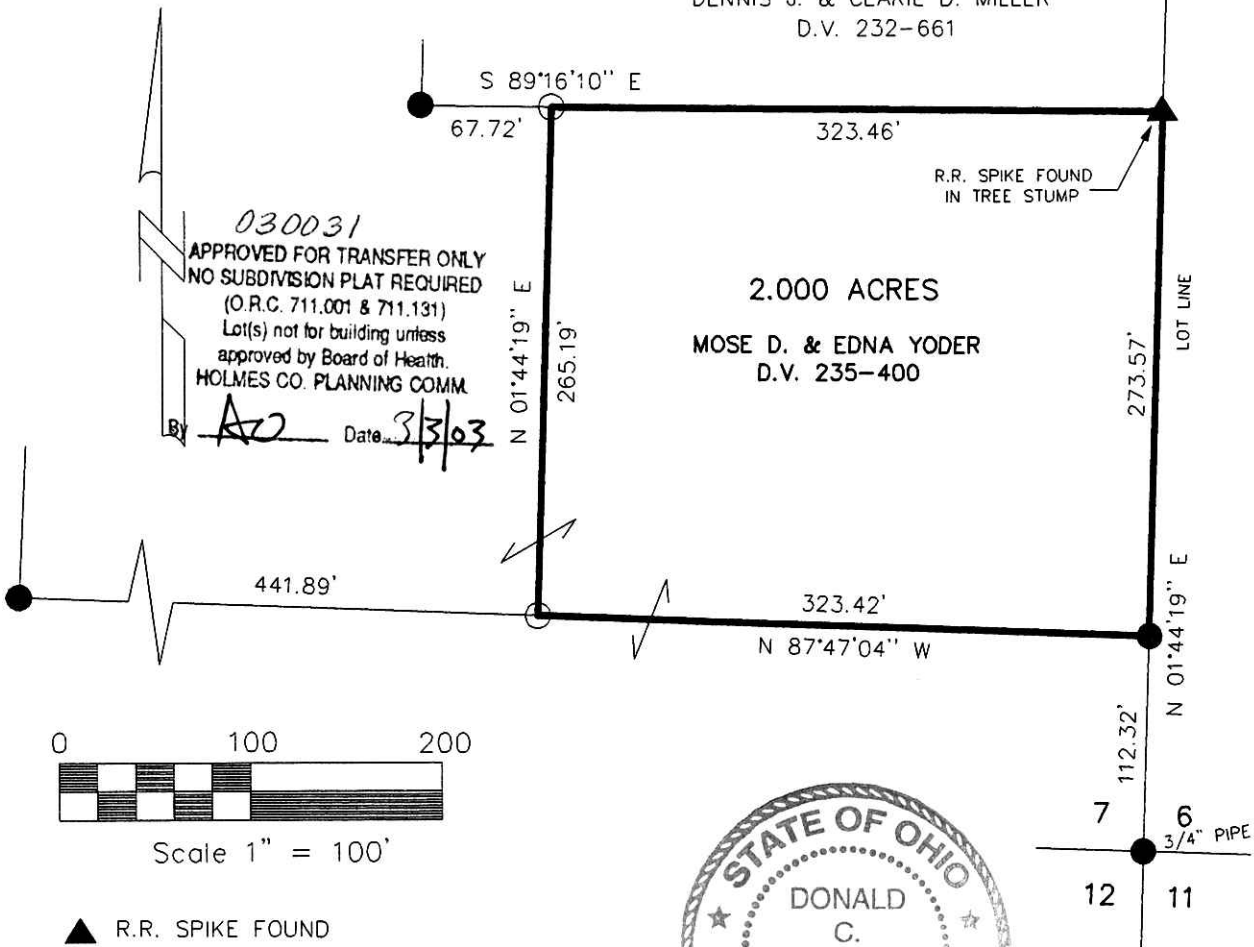 DENNIS J. & CLARIE D. MILLER
D.V. 232-661
S 89°16'10" E
67.72'
323.46'
R.R. SPIKE FOUND
IN TREE STUMP
030031
APPROVED FOR TRANSFER ONLY
NO SUBDIVISION PLAT REQUIRED
(O.R.C. 711.001 & 711.131)
Lot(s) not for building unless
approved by Board of Health.
HOLMES CO. PLANNING COMM.
By AO Date 3/3/03
N 01°44'19" E
265.19'
2.000 ACRES
MOSE D. & EDNA YODER
D.V. 235-400
273.57'
LOT LINE
441.89'
323.42'
N 87°47'04" W
N 01°44'19" E
112.32'
7 6
3/4" PIPE
12 11
0 100 200
Scale 1" = 100'
R.R. SPIKE FOUND
STATE OF OHIO
DONALD
C.